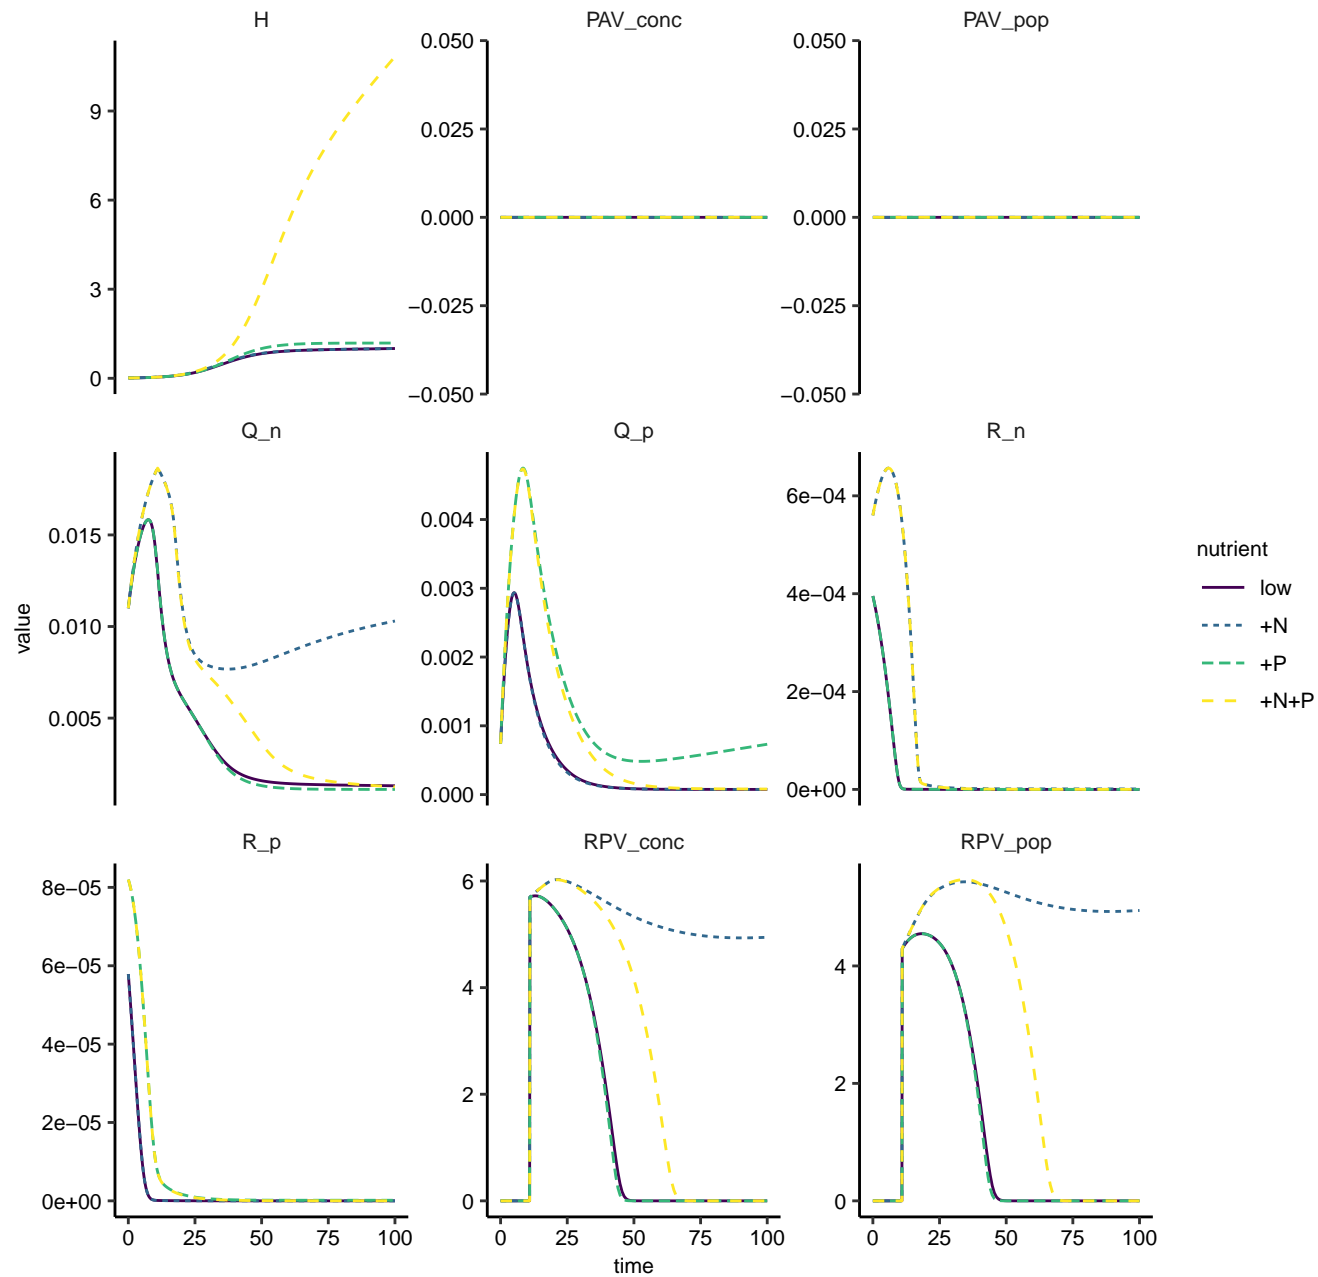 H
PAV_conc
PAV_pop
9
6
3
0
0.050
0.025
0.000
−0.025
−0.050
0.050
0.025
0.000
−0.025
−0.050
Q_n
Q_p
R_n
value
0.015
0.010
0.005
0.004
0.003
0.002
0.001
0.000
6e−04
4e−04
2e−04
0e+00
nutrient
low
+N
+P
+N+P
R_p
RPV_conc
RPV_pop
8e−05
6e−05
4e−05
2e−05
0e+00
6
4
2
0
4
2
0
0 25 50 75 100
0 25 50 75 100
0 25 50 75 100
time